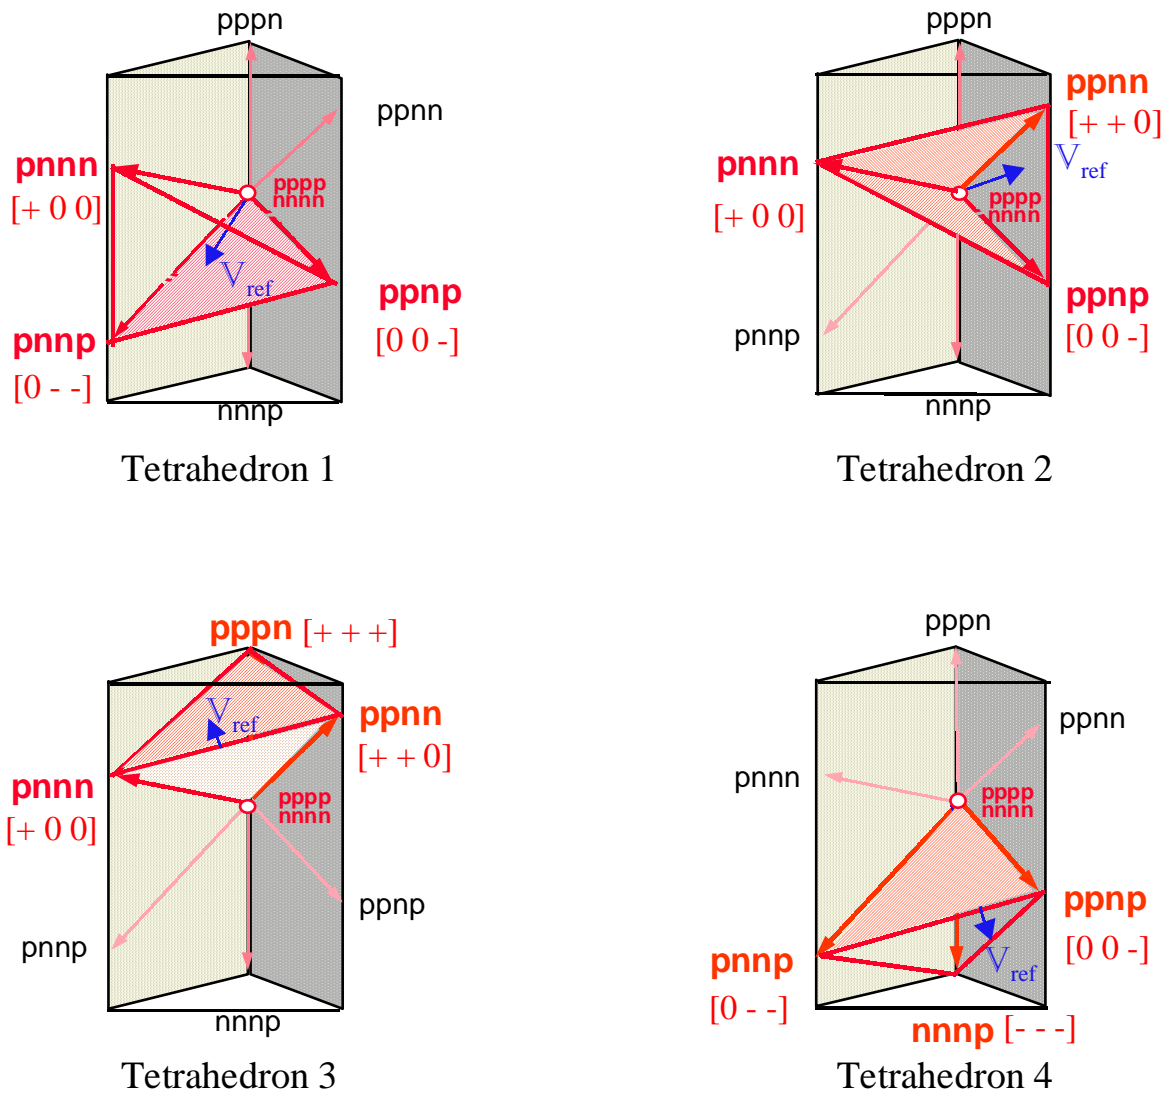 pppn
ppnn
pnnn
[+ 0 0]
pppp
nnnn
V ref
ppnp
[0 0 -]
pnnp
[0 - -]
nnnp
Tetrahedron 1
pppn
ppnn
[+ + 0]
V ref
pnnn
[+ 0 0]
pppp
nnnn
ppnp
[0 0 -]
pnnp
nnnp
Tetrahedron 2
pppn [+ + +]
V ref
ppnn
[+ + 0]
pnnn
[+ 0 0]
pppp
nnnn
ppnp
pnnp
nnnp
Tetrahedron 3
pppn
ppnn
pnnn
pppp
nnnn
ppnp
[0 0 -]
pnnp
[0 - -]
V ref
nnnp [- - -]
Tetrahedron 4